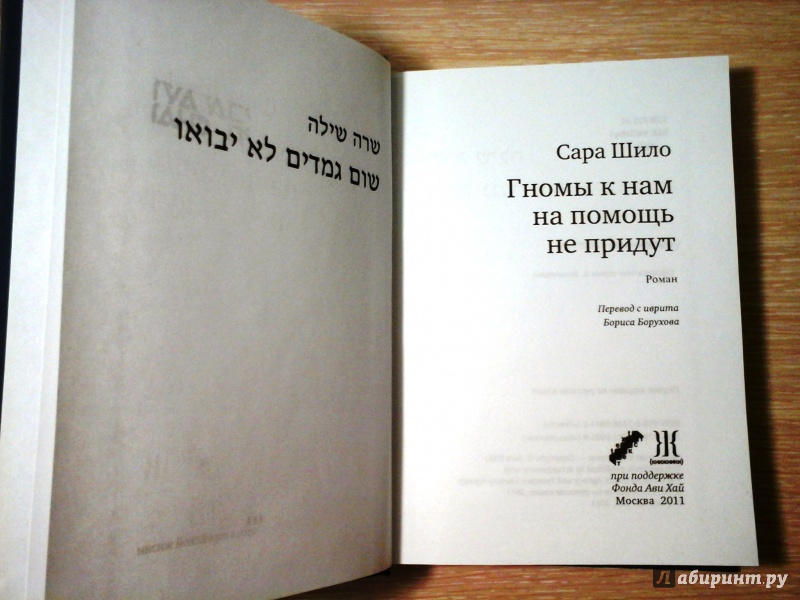 שרה שילה
שום גמדים לא יבואו
Сара Шило
Гномы к нам
на помощь
не придут
Роман
Перевод с иврита
Бориса Борухова
Ж
(КНИЖНИКИ)
при поддержке
Фонда Ави Хай
Москва 2011
Лабиринт.ру